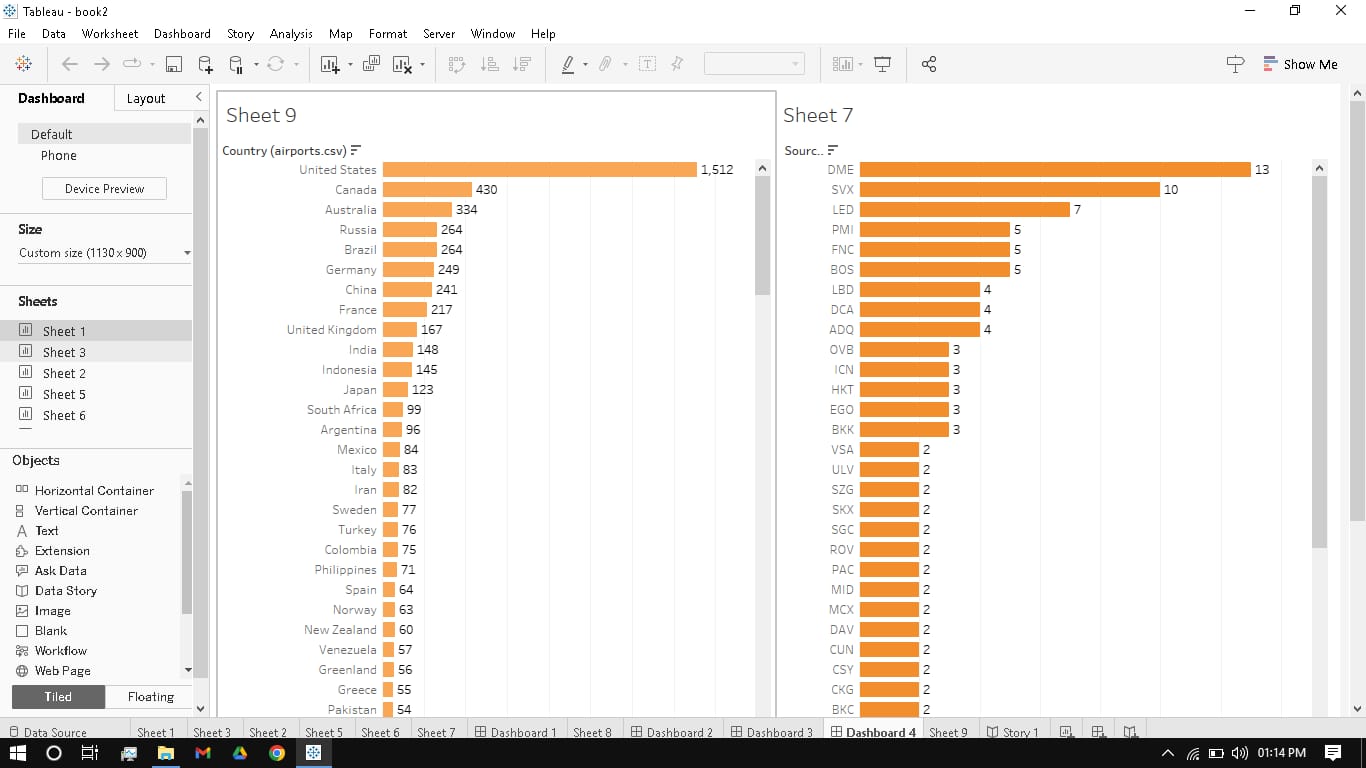 Tableau - book2
File Data Worksheet Dashboard Story Analysis Map Format Server Window Help
Show Me
Dashboard Layout
Default
Phone
Device Preview
Size
Custom size (1130 x 900)
Sheets
Sheet 1
Sheet 3
Sheet 2
Sheet 5
Sheet 6
Objects
Horizontal Container
Vertical Container
Text
Extension
Ask Data
Data Story
Image
Blank
Workflow
Web Page
Tiled Floating
Sheet 9
Country (airports.csv)
United States 1,512
Canada 430
Australia 334
Russia 264
Brazil 264
Germany 249
China 241
France 217
United Kingdom 167
India 148
Indonesia 145
Japan 123
South Africa 99
Argentina 96
Mexico 84
Italy 83
Iran 82
Sweden 77
Turkey 76
Colombia 75
Philippines 71
Spain 64
Norway 63
New Zealand 60
Venezuela 57
Greenland 56
Greece 55
Pakistan 54
Sheet 7
Sourc..
DME 13
SVX 10
LED 7
PMI 5
FNC 5
BOS 5
LBD 4
DCA 4
ADQ 4
OVB 3
ICN 3
HKT 3
EGO 3
BKK 3
VSA 2
ULV 2
SZG 2
SKX 2
SGC 2
ROV 2
PAC 2
MID 2
MCX 2
DAV 2
CUN 2
CSY 2
CKG 2
BKC 2
Data Source Sheet 1 Sheet 3 Sheet 2 Sheet 5 Sheet 6 Sheet 7 Dashboard 1 Sheet 8 Dashboard 2 Dashboard 3 Dashboard 4 Sheet 9 Story 1
01:14 PM